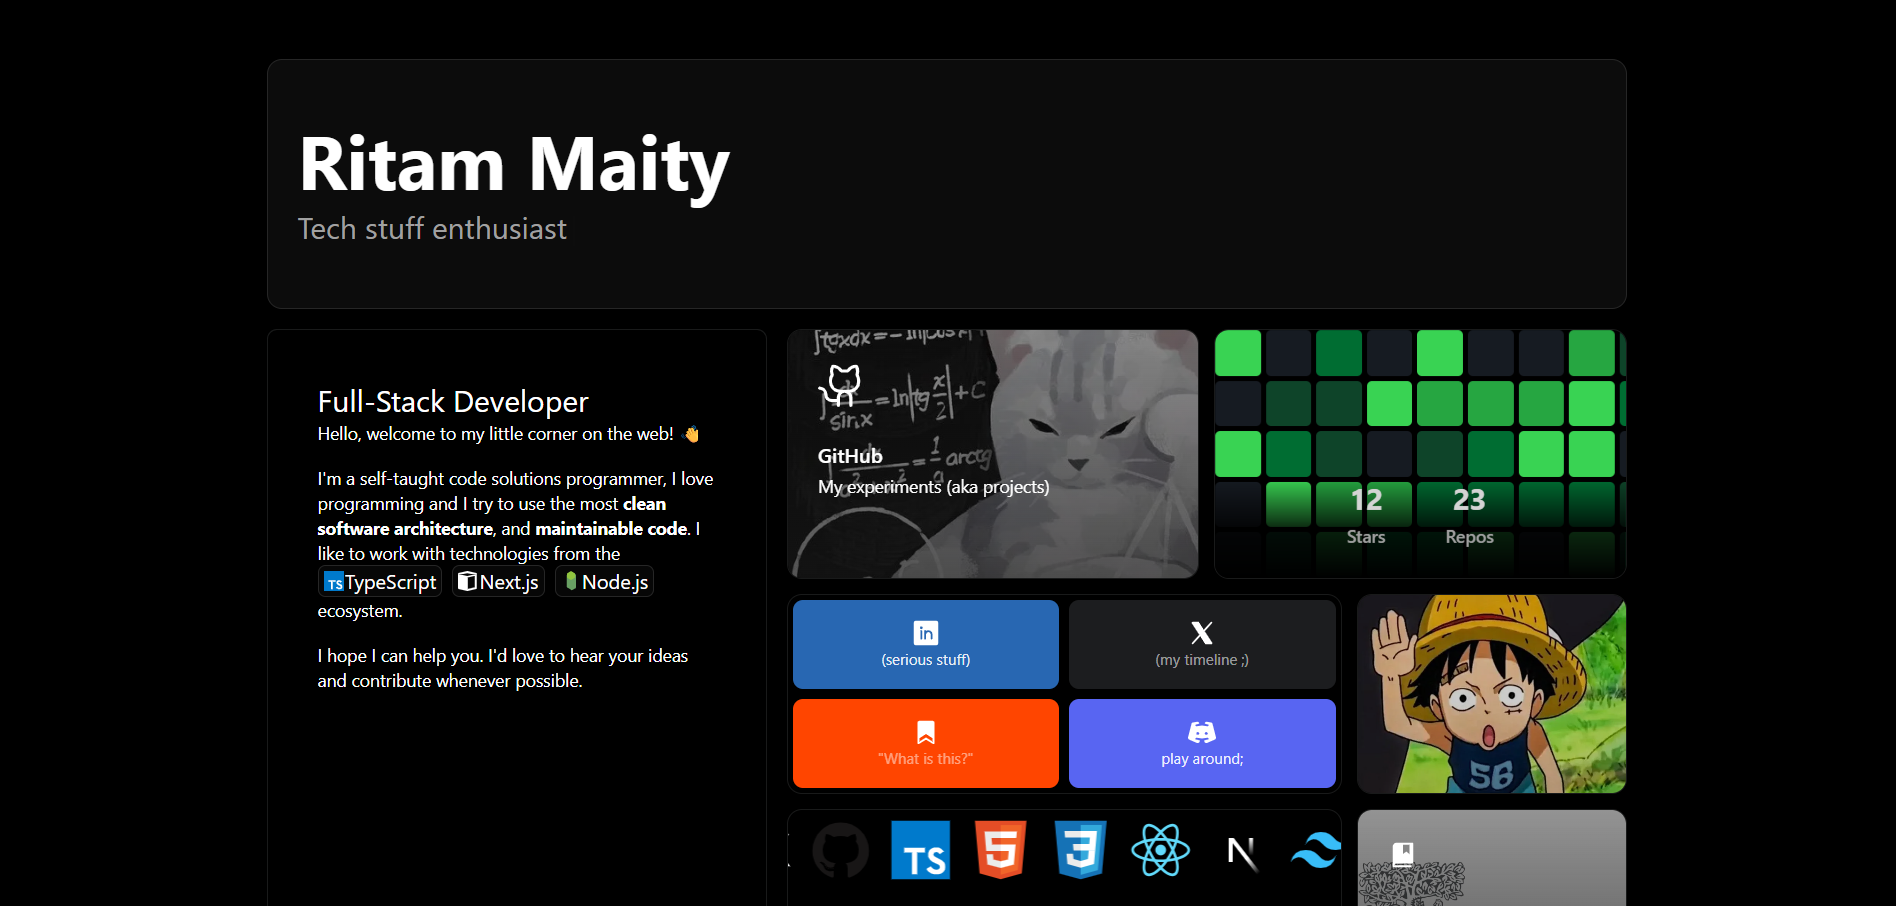 Ritam Maity
Tech stuff enthusiast
Full-Stack Developer
Hello, welcome to my little corner on the web! 👋
I'm a self-taught code solutions programmer, I love
programming and I try to use the most clean
software architecture, and maintainable code. I
like to work with technologies from the
TS TypeScript Next.js Node.js
ecosystem.
I hope I can help you. I'd love to hear your ideas
and contribute whenever possible.
GitHub
My experiments (aka projects)
12 23
Stars Repos
in
(serious stuff)
X
(my timeline ;)
"What is this?"
play around;
56
TS 5 3 N